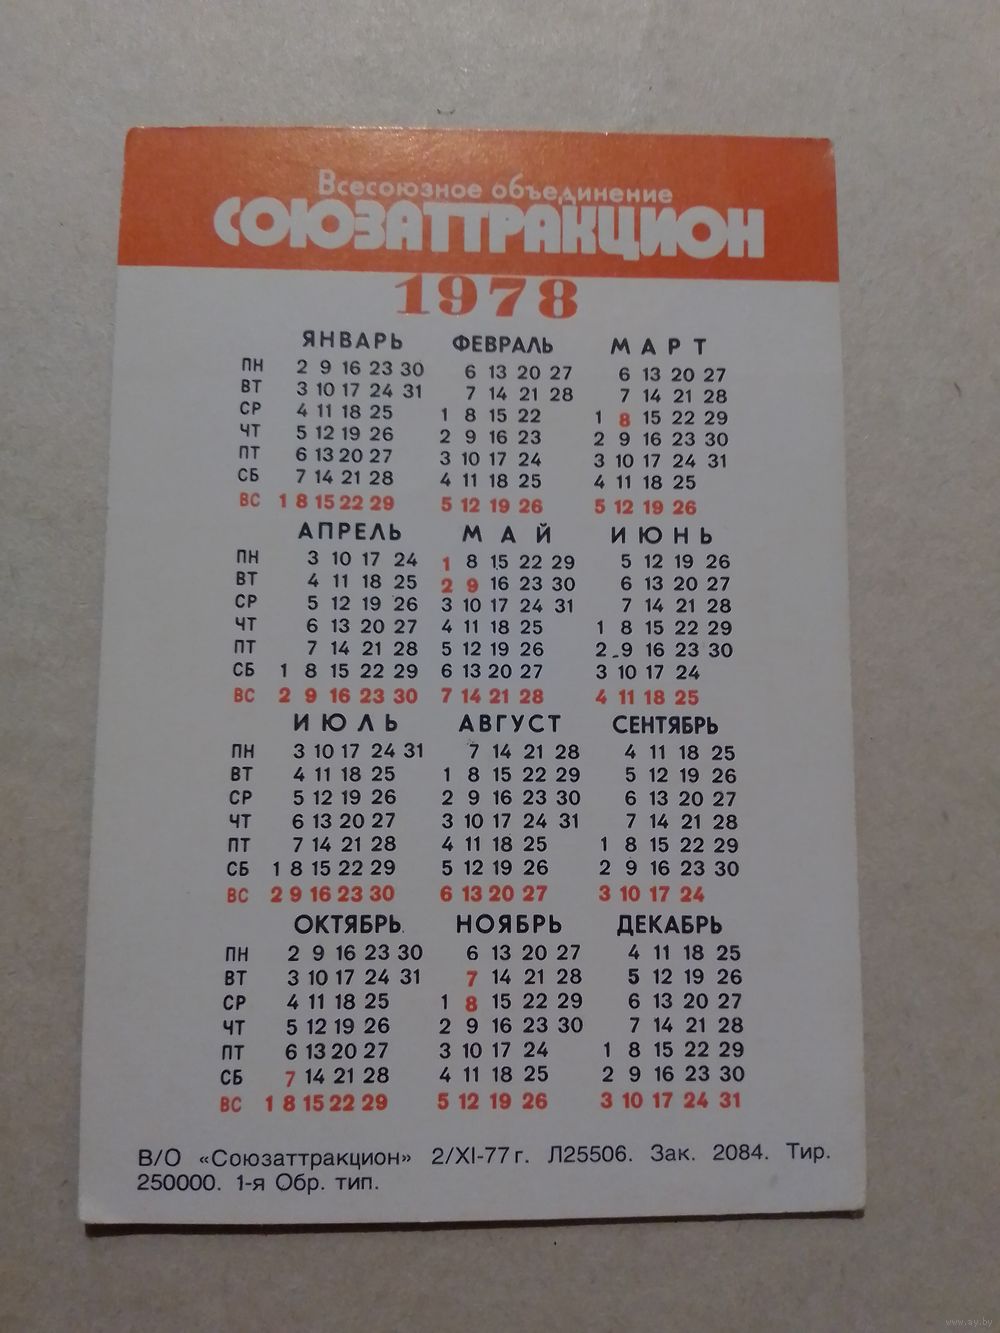 Всесоюзное объединение
СОЮЗАТТРАКЦИОН
1978
ЯНВАРЬ ФЕВРАЛЬ МАРТ
ПН 2 9 16 23 30 6 13 20 27 6 13 20 27
ВТ 3 10 17 24 31 7 14 21 28 7 14 21 28
СР 4 11 18 25 1 8 15 22 1 8 15 22 29
ЧТ 5 12 19 26 2 9 16 23 2 9 16 23 30
ПТ 6 13 20 27 3 10 17 24 3 10 17 24 31
СБ 7 14 21 28 4 11 18 25 4 11 18 25
ВС 1 8 15 22 29 5 12 19 26 5 12 19 26
АПРЕЛЬ МАЙ ИЮНЬ
ПН 3 10 17 24 1 8 15 22 29 5 12 19 26
ВТ 4 11 18 25 2 9 16 23 30 6 13 20 27
СР 5 12 19 26 3 10 17 24 31 7 14 21 28
ЧТ 6 13 20 27 4 11 18 25 1 8 15 22 29
ПТ 7 14 21 28 5 12 19 26 2 9 16 23 30
СБ 1 8 15 22 29 6 13 20 27 3 10 17 24
ВС 2 9 16 23 30 7 14 21 28 4 11 18 25
ИЮЛЬ АВГУСТ СЕНТЯБРЬ
ПН 3 10 17 24 31 7 14 21 28 4 11 18 25
ВТ 4 11 18 25 1 8 15 22 29 5 12 19 26
СР 5 12 19 26 2 9 16 23 30 6 13 20 27
ЧТ 6 13 20 27 3 10 17 24 31 7 14 21 28
ПТ 7 14 21 28 4 11 18 25 1 8 15 22 29
СБ 1 8 15 22 29 5 12 19 26 2 9 16 23 30
ВС 2 9 16 23 30 6 13 20 27 3 10 17 24
ОКТЯБРЬ НОЯБРЬ ДЕКАБРЬ
ПН 2 9 16 23 30 6 13 20 27 4 11 18 25
ВТ 3 10 17 24 31 7 14 21 28 5 12 19 26
СР 4 11 18 25 1 8 15 22 29 6 13 20 27
ЧТ 5 12 19 26 2 9 16 23 30 7 14 21 28
ПТ 6 13 20 27 3 10 17 24 1 8 15 22 29
СБ 7 14 21 28 4 11 18 25 2 9 16 23 30
ВС 1 8 15 22 29 5 12 19 26 3 10 17 24 31
В/О «Союзаттракцион» 2/XI-77 г. Л25506. Зак. 2084. Тир.
250000. 1-я Обр. тип.
www.ay.by